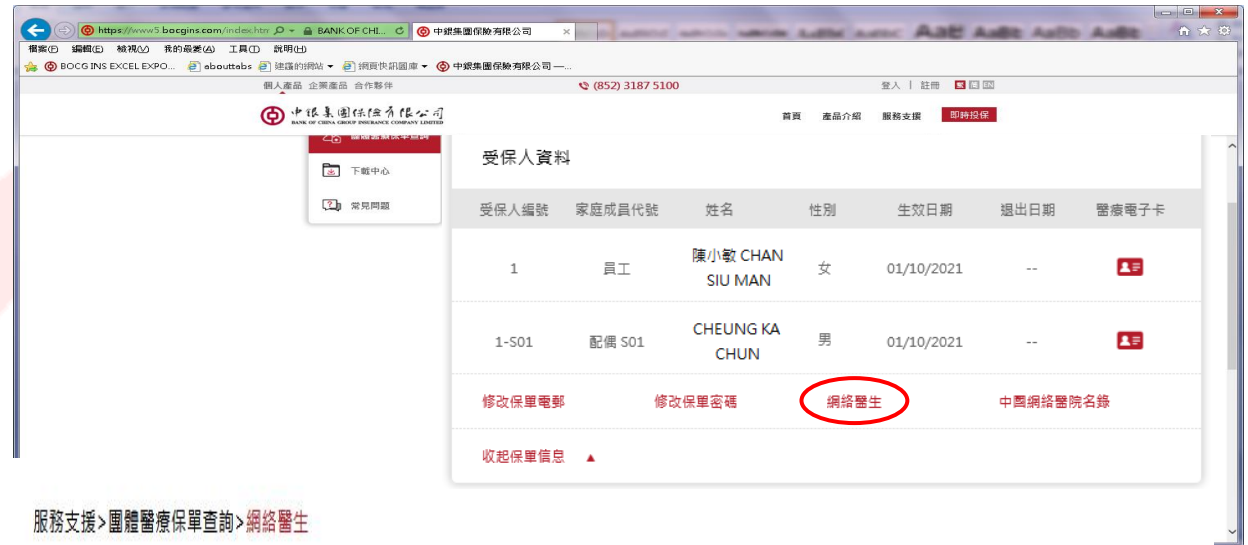 https://www5.bocgins.com/index.htm
BANK OF CHI...
中銀集團保險有限公司
檔案(F) 編輯(E) 檢視(V) 我的最愛(A) 工具(T) 說明(H)
BOCG INS EXCEL EXPO... abouttabs 建議的網站 網頁快訊圖庫 中銀集團保險有限公司 —...
個人產品 企業產品 合作夥伴 (852) 3187 5100 登入 | 註冊
中銀集團保險有限公司
BANK OF CHINA GROUP INSURANCE COMPANY LIMITED
首頁 產品介紹 服務支援 即時投保
團體醫療保單查詢
下載中心
常見問題
受保人資料
受保人編號 家庭成員代號 姓名 性別 生效日期 退出日期 醫療電子卡
1 員工 陳小敏 CHAN SIU MAN 女 01/10/2021 --
1-S01 配偶 S01 CHEUNG KA CHUN 男 01/10/2021 --
修改保單電郵 修改保單密碼 網絡醫生 中國網絡醫院名錄
收起保單信息 ▲
服務支援>團體醫療保單查詢>網絡醫生